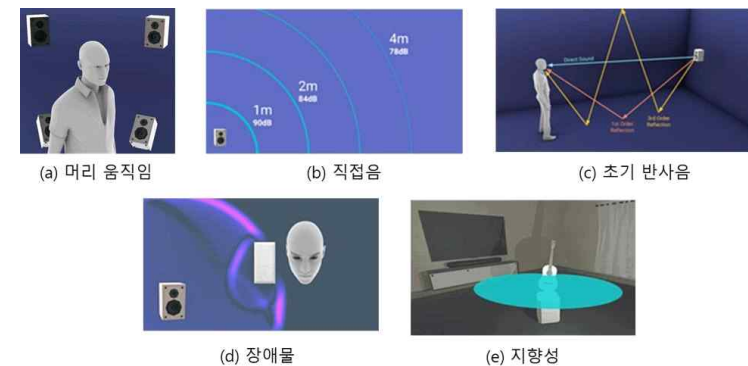 4m
78dB
2m
84dB
1m
90dB
Direct Sound
1st Order
Reflection
3rd Order
Reflection
(a) 머리 움직임
(b) 직접음
(c) 초기 반사음
(d) 장애물
(e) 지향성